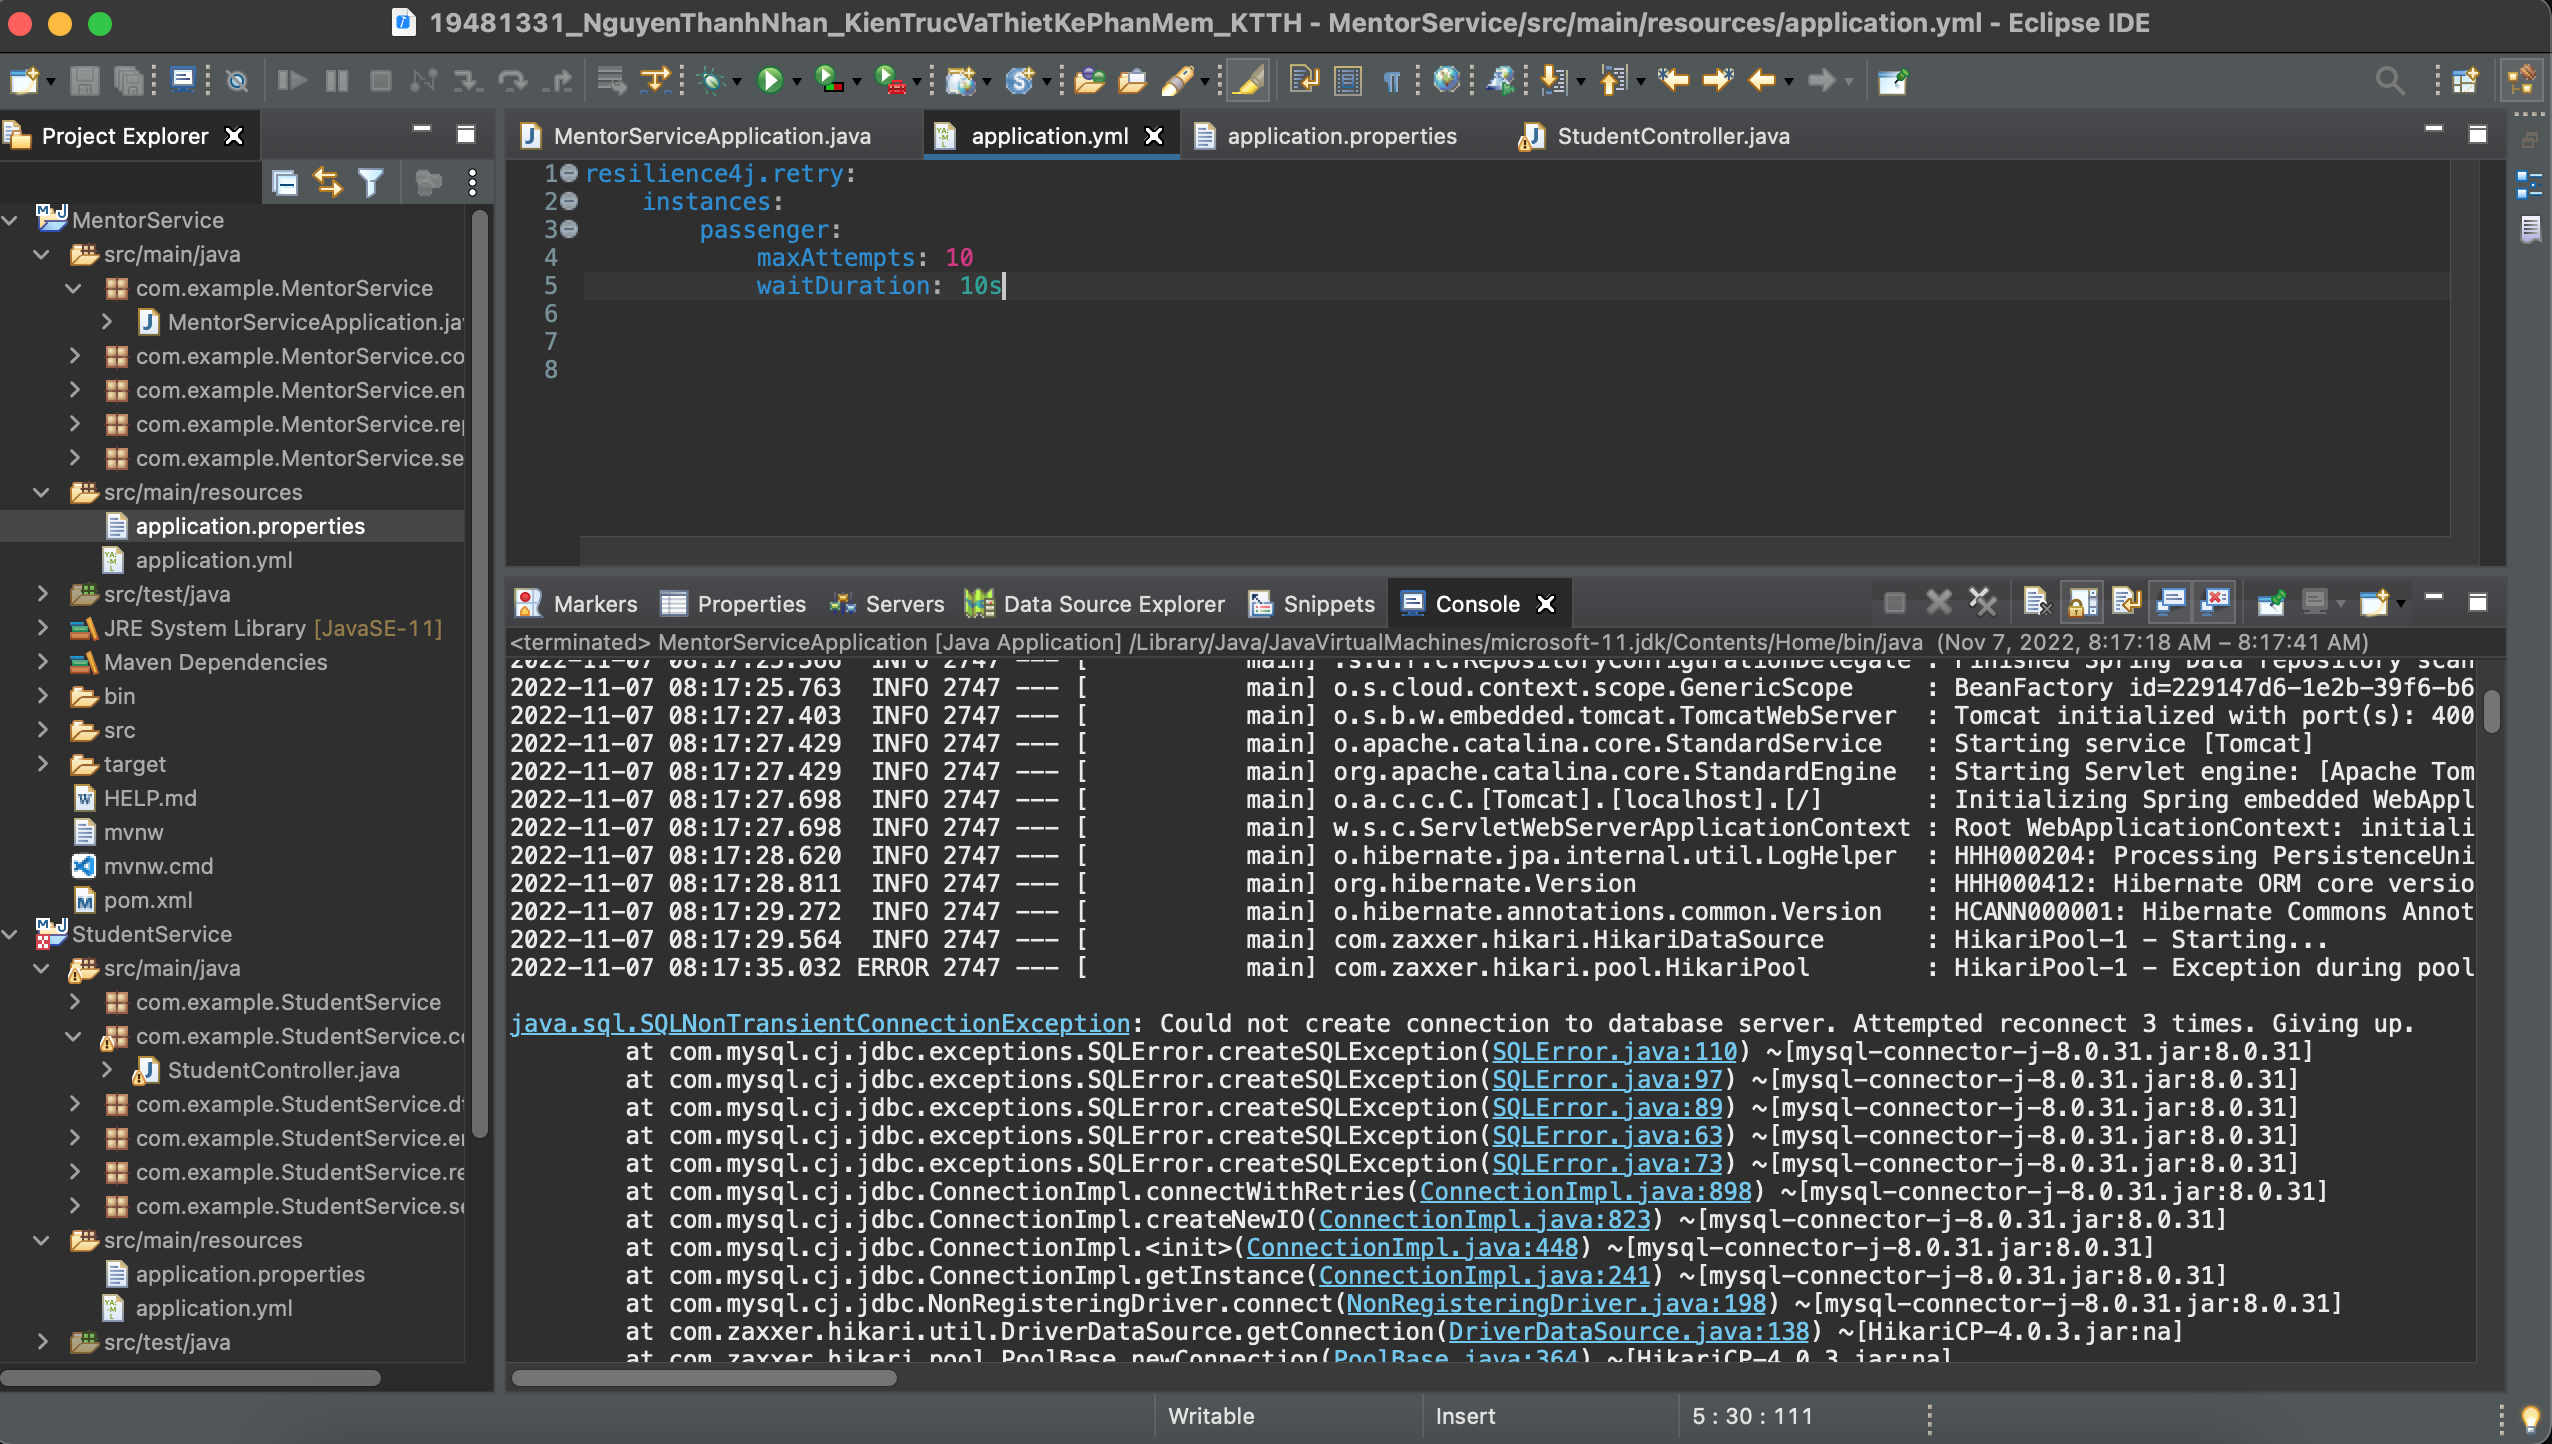 19481331_NguyenThanhNhan_KienTrucVaThietKePhanMem_KTTH - MentorService/src/main/resources/application.yml - Eclipse IDE
Project Explorer
MentorService
src/main/java
com.example.MentorService
MentorServiceApplication.ja
com.example.MentorService.co
com.example.MentorService.en
com.example.MentorService.re
com.example.MentorService.se
src/main/resources
application.properties
application.yml
src/test/java
JRE System Library [JavaSE-11]
Maven Dependencies
bin
src
target
HELP.md
mvnw
mvnw.cmd
pom.xml
StudentService
src/main/java
com.example.StudentService
com.example.StudentService.c
StudentController.java
com.example.StudentService.d
com.example.StudentService.e
com.example.StudentService.re
com.example.StudentService.s
src/main/resources
application.properties
application.yml
src/test/java
MentorServiceApplication.java application.yml application.properties StudentController.java
1 resilience4j.retry:
2 instances:
3 passenger:
4 maxAttempts: 10
5 waitDuration: 10s
6
7
8
Markers Properties Servers Data Source Explorer Snippets Console
<terminated> MentorServiceApplication [Java Application] /Library/Java/JavaVirtualMachines/microsoft-11.jdk/Contents/Home/bin/java (Nov 7, 2022, 8:17:18 AM – 8:17:41 AM)
2022-11-07 08:17:25.366 INFO 2747 --- [ main] .s.d.r.c.RepositoryConfigurationDelegate : Finished Spring Data repository scan
2022-11-07 08:17:25.763 INFO 2747 --- [ main] o.s.cloud.context.scope.GenericScope : BeanFactory id=229147d6-1e2b-39f6-b6
2022-11-07 08:17:27.403 INFO 2747 --- [ main] o.s.b.w.embedded.tomcat.TomcatWebServer : Tomcat initialized with port(s): 400
2022-11-07 08:17:27.429 INFO 2747 --- [ main] o.apache.catalina.core.StandardService : Starting service [Tomcat]
2022-11-07 08:17:27.429 INFO 2747 --- [ main] org.apache.catalina.core.StandardEngine : Starting Servlet engine: [Apache Tom
2022-11-07 08:17:27.698 INFO 2747 --- [ main] o.a.c.c.C.[Tomcat].[localhost].[/] : Initializing Spring embedded WebAppl
2022-11-07 08:17:27.698 INFO 2747 --- [ main] w.s.c.ServletWebServerApplicationContext : Root WebApplicationContext: initiali
2022-11-07 08:17:28.620 INFO 2747 --- [ main] o.hibernate.jpa.internal.util.LogHelper : HHH000204: Processing PersistenceUni
2022-11-07 08:17:28.811 INFO 2747 --- [ main] org.hibernate.Version : HHH000412: Hibernate ORM core versio
2022-11-07 08:17:29.272 INFO 2747 --- [ main] o.hibernate.annotations.common.Version : HCANN000001: Hibernate Commons Annot
2022-11-07 08:17:29.564 INFO 2747 --- [ main] com.zaxxer.hikari.HikariDataSource : HikariPool-1 - Starting...
2022-11-07 08:17:35.032 ERROR 2747 --- [ main] com.zaxxer.hikari.pool.HikariPool : HikariPool-1 - Exception during pool
java.sql.SQLNonTransientConnectionException: Could not create connection to database server. Attempted reconnect 3 times. Giving up.
at com.mysql.cj.jdbc.exceptions.SQLError.createSQLException(SQLError.java:110) ~[mysql-connector-j-8.0.31.jar:8.0.31]
at com.mysql.cj.jdbc.exceptions.SQLError.createSQLException(SQLError.java:97) ~[mysql-connector-j-8.0.31.jar:8.0.31]
at com.mysql.cj.jdbc.exceptions.SQLError.createSQLException(SQLError.java:89) ~[mysql-connector-j-8.0.31.jar:8.0.31]
at com.mysql.cj.jdbc.exceptions.SQLError.createSQLException(SQLError.java:63) ~[mysql-connector-j-8.0.31.jar:8.0.31]
at com.mysql.cj.jdbc.exceptions.SQLError.createSQLException(SQLError.java:73) ~[mysql-connector-j-8.0.31.jar:8.0.31]
at com.mysql.cj.jdbc.ConnectionImpl.connectWithRetries(ConnectionImpl.java:898) ~[mysql-connector-j-8.0.31.jar:8.0.31]
at com.mysql.cj.jdbc.ConnectionImpl.createNewIO(ConnectionImpl.java:823) ~[mysql-connector-j-8.0.31.jar:8.0.31]
at com.mysql.cj.jdbc.ConnectionImpl.<init>(ConnectionImpl.java:448) ~[mysql-connector-j-8.0.31.jar:8.0.31]
at com.mysql.cj.jdbc.ConnectionImpl.getInstance(ConnectionImpl.java:241) ~[mysql-connector-j-8.0.31.jar:8.0.31]
at com.mysql.cj.jdbc.NonRegisteringDriver.connect(NonRegisteringDriver.java:198) ~[mysql-connector-j-8.0.31.jar:8.0.31]
at com.zaxxer.hikari.util.DriverDataSource.getConnection(DriverDataSource.java:138) ~[HikariCP-4.0.3.jar:na]
at com.zaxxer.hikari.pool.PoolBase.newConnection(PoolBase.java:364) ~[HikariCP-4.0.3.jar:na]
Writable Insert 5 : 30 : 111